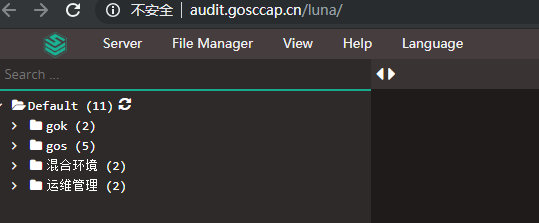 不安全 | audit.gosccap.cn/luna/
Server File Manager View Help Language
Search ...
Default (11)
gok (2)
gos (5)
混合环境 (2)
运维管理 (2)